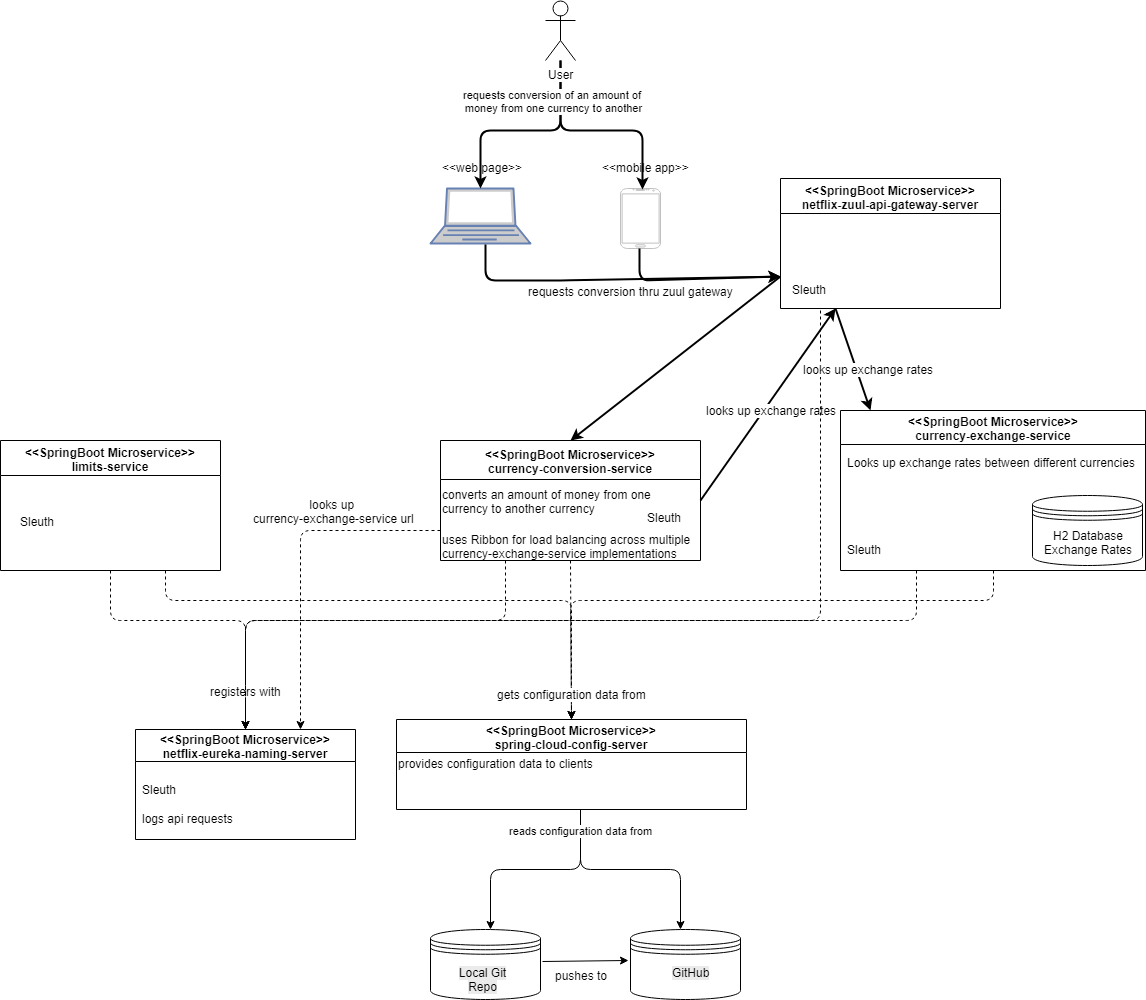 User
requests conversion of an amount of
money from one currency to another
<<web page>>
<<mobile app>>
<<SpringBoot Microservice>>
netflix-zuul-api-gateway-server
Sleuth
requests conversion thru zuul gateway
looks up exchange rates
looks up exchange rates
<<SpringBoot Microservice>>
limits-service
Sleuth
looks up
currency-exchange-service url
<<SpringBoot Microservice>>
currency-conversion-service
converts an amount of money from one
currency to another currency
Sleuth
uses Ribbon for load balancing across multiple
currency-exchange-service implementations
<<SpringBoot Microservice>>
currency-exchange-service
Looks up exchange rates between different currencies
H2 Database
Exchange Rates
Sleuth
registers with
gets configuration data from
<<SpringBoot Microservice>>
netflix-eureka-naming-server
Sleuth
logs api requests
<<SpringBoot Microservice>>
spring-cloud-config-server
provides configuration data to clients
reads configuration data from
Local Git
Repo
pushes to
GitHub